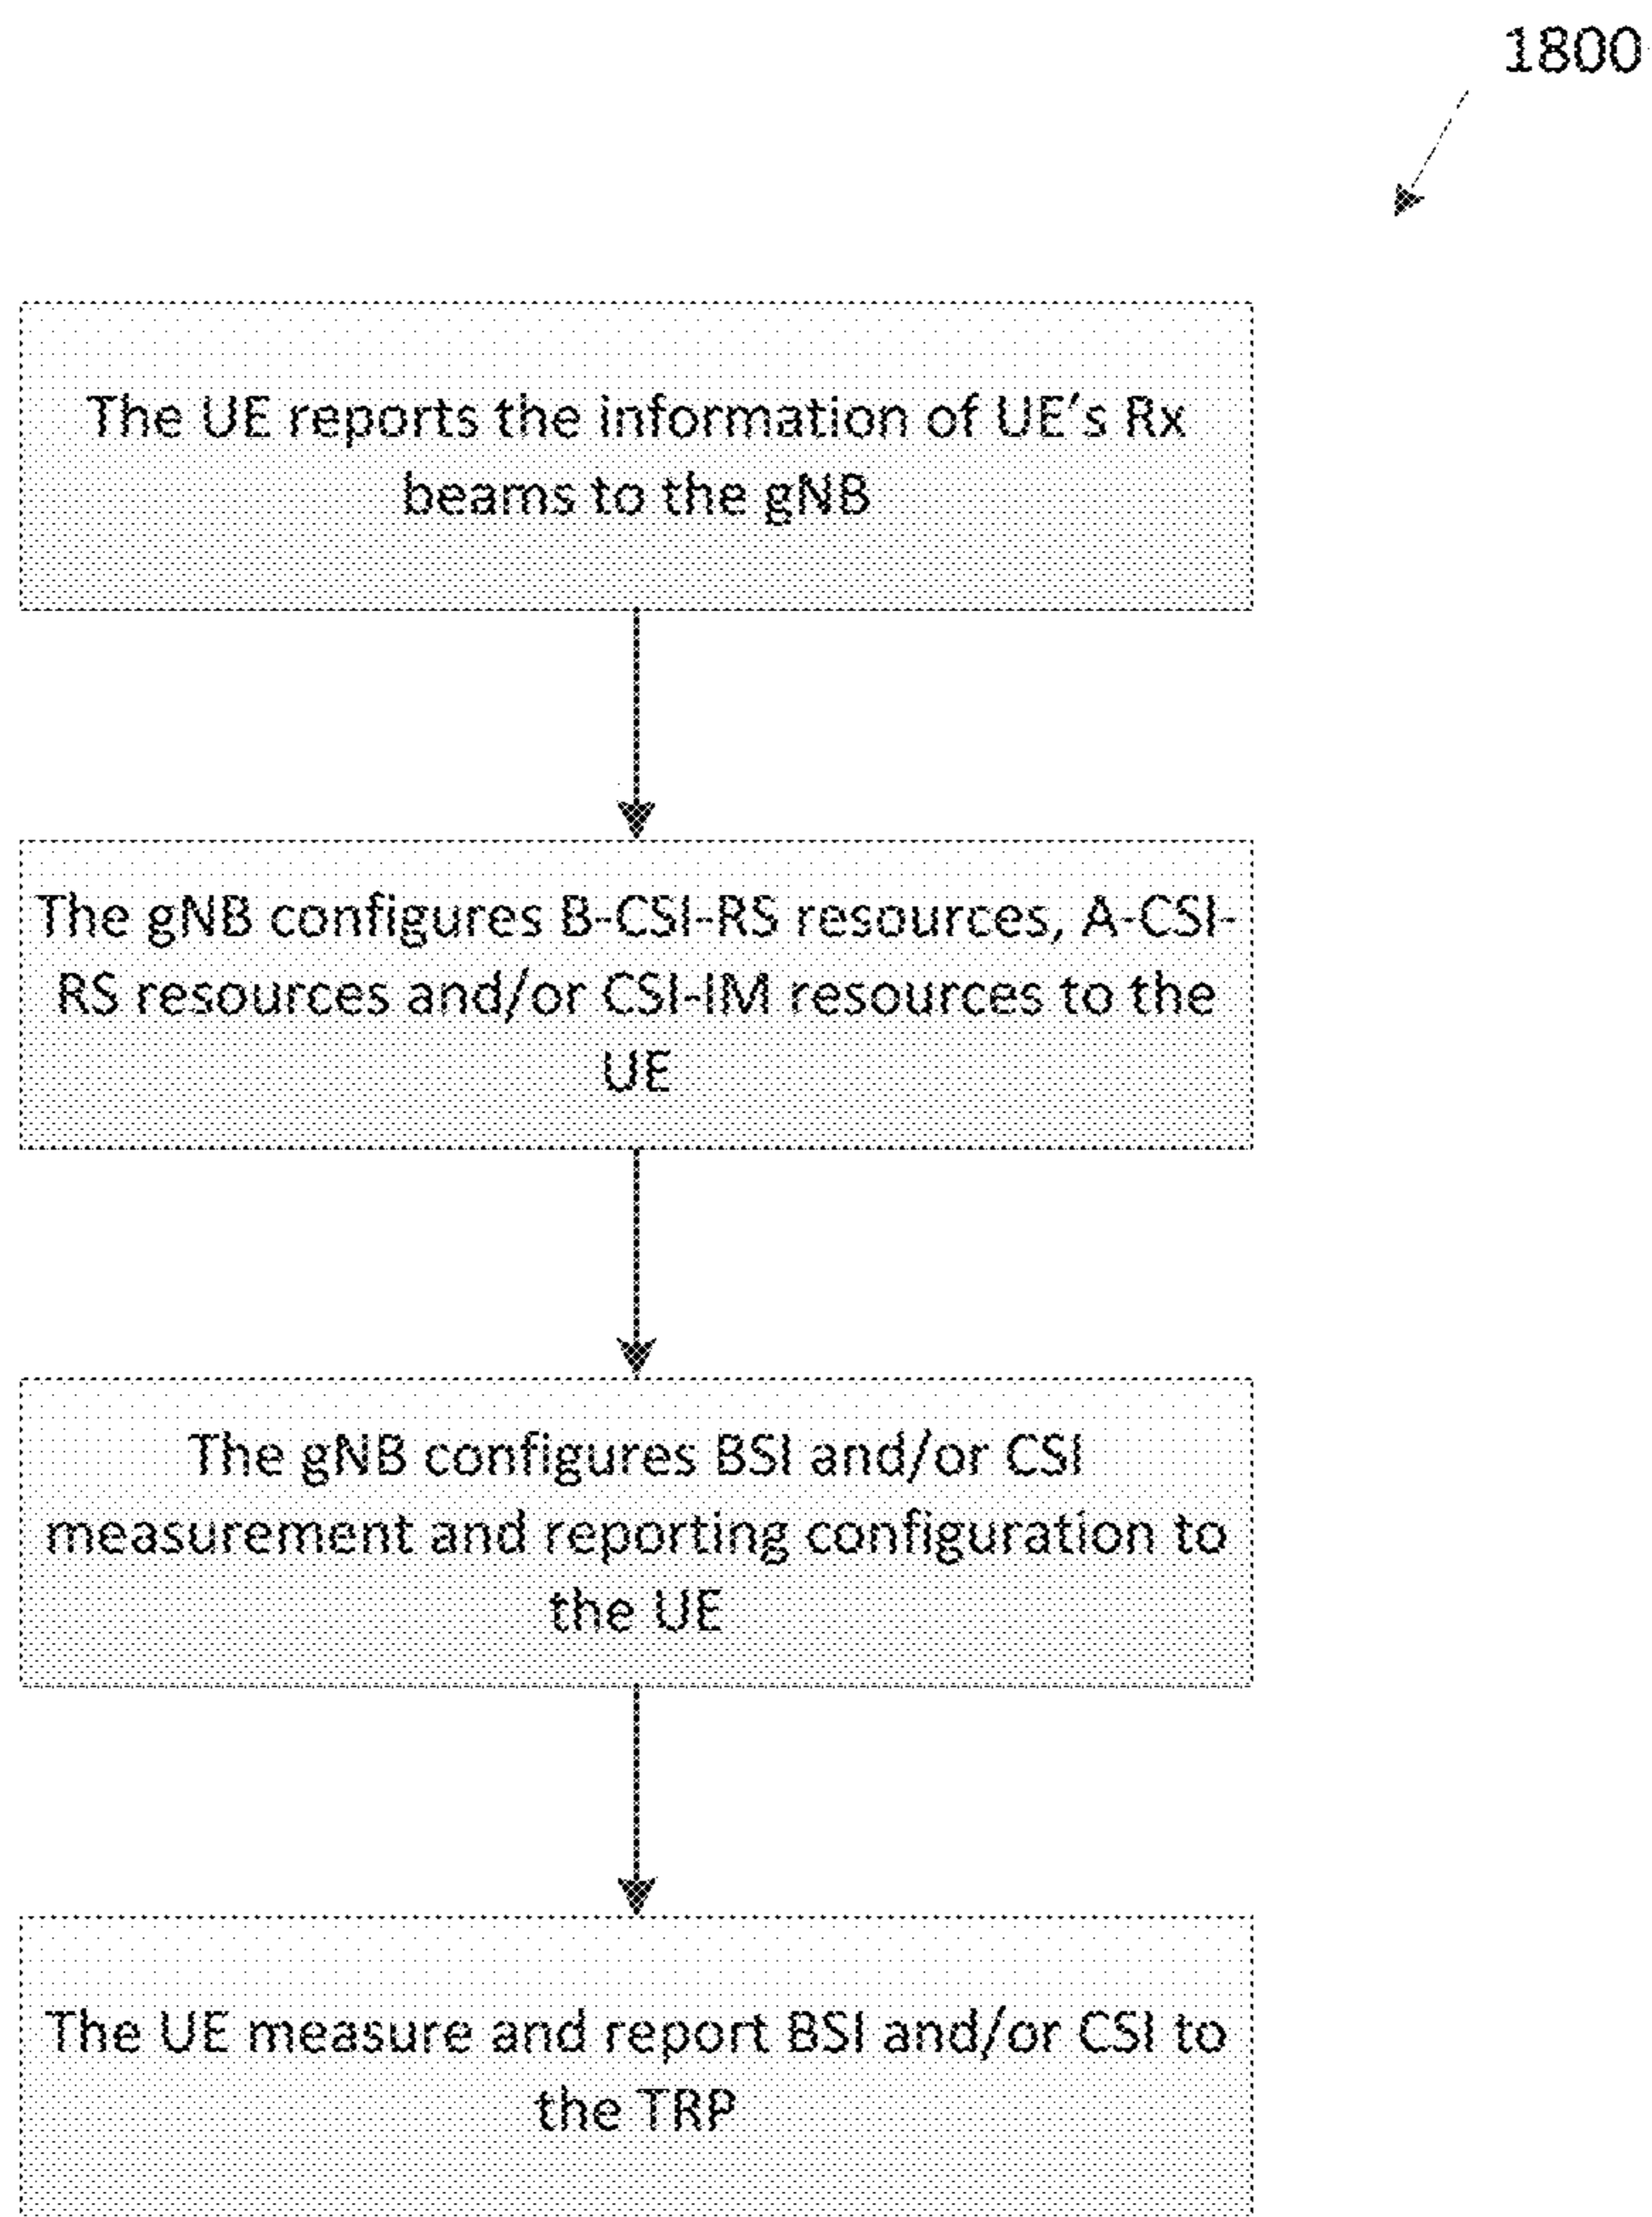 1800
The UE reports the information of UE's Rx
beams to the gNB
The gNB configures B-CSI-RS resources, A-CSI-
RS resources and/or CSI-IM resources to the
UE
The gNB configures BSI and/or CSI
measurement and reporting configuration to
the UE
The UE measure and report BSI and/or CSI to
the TRP